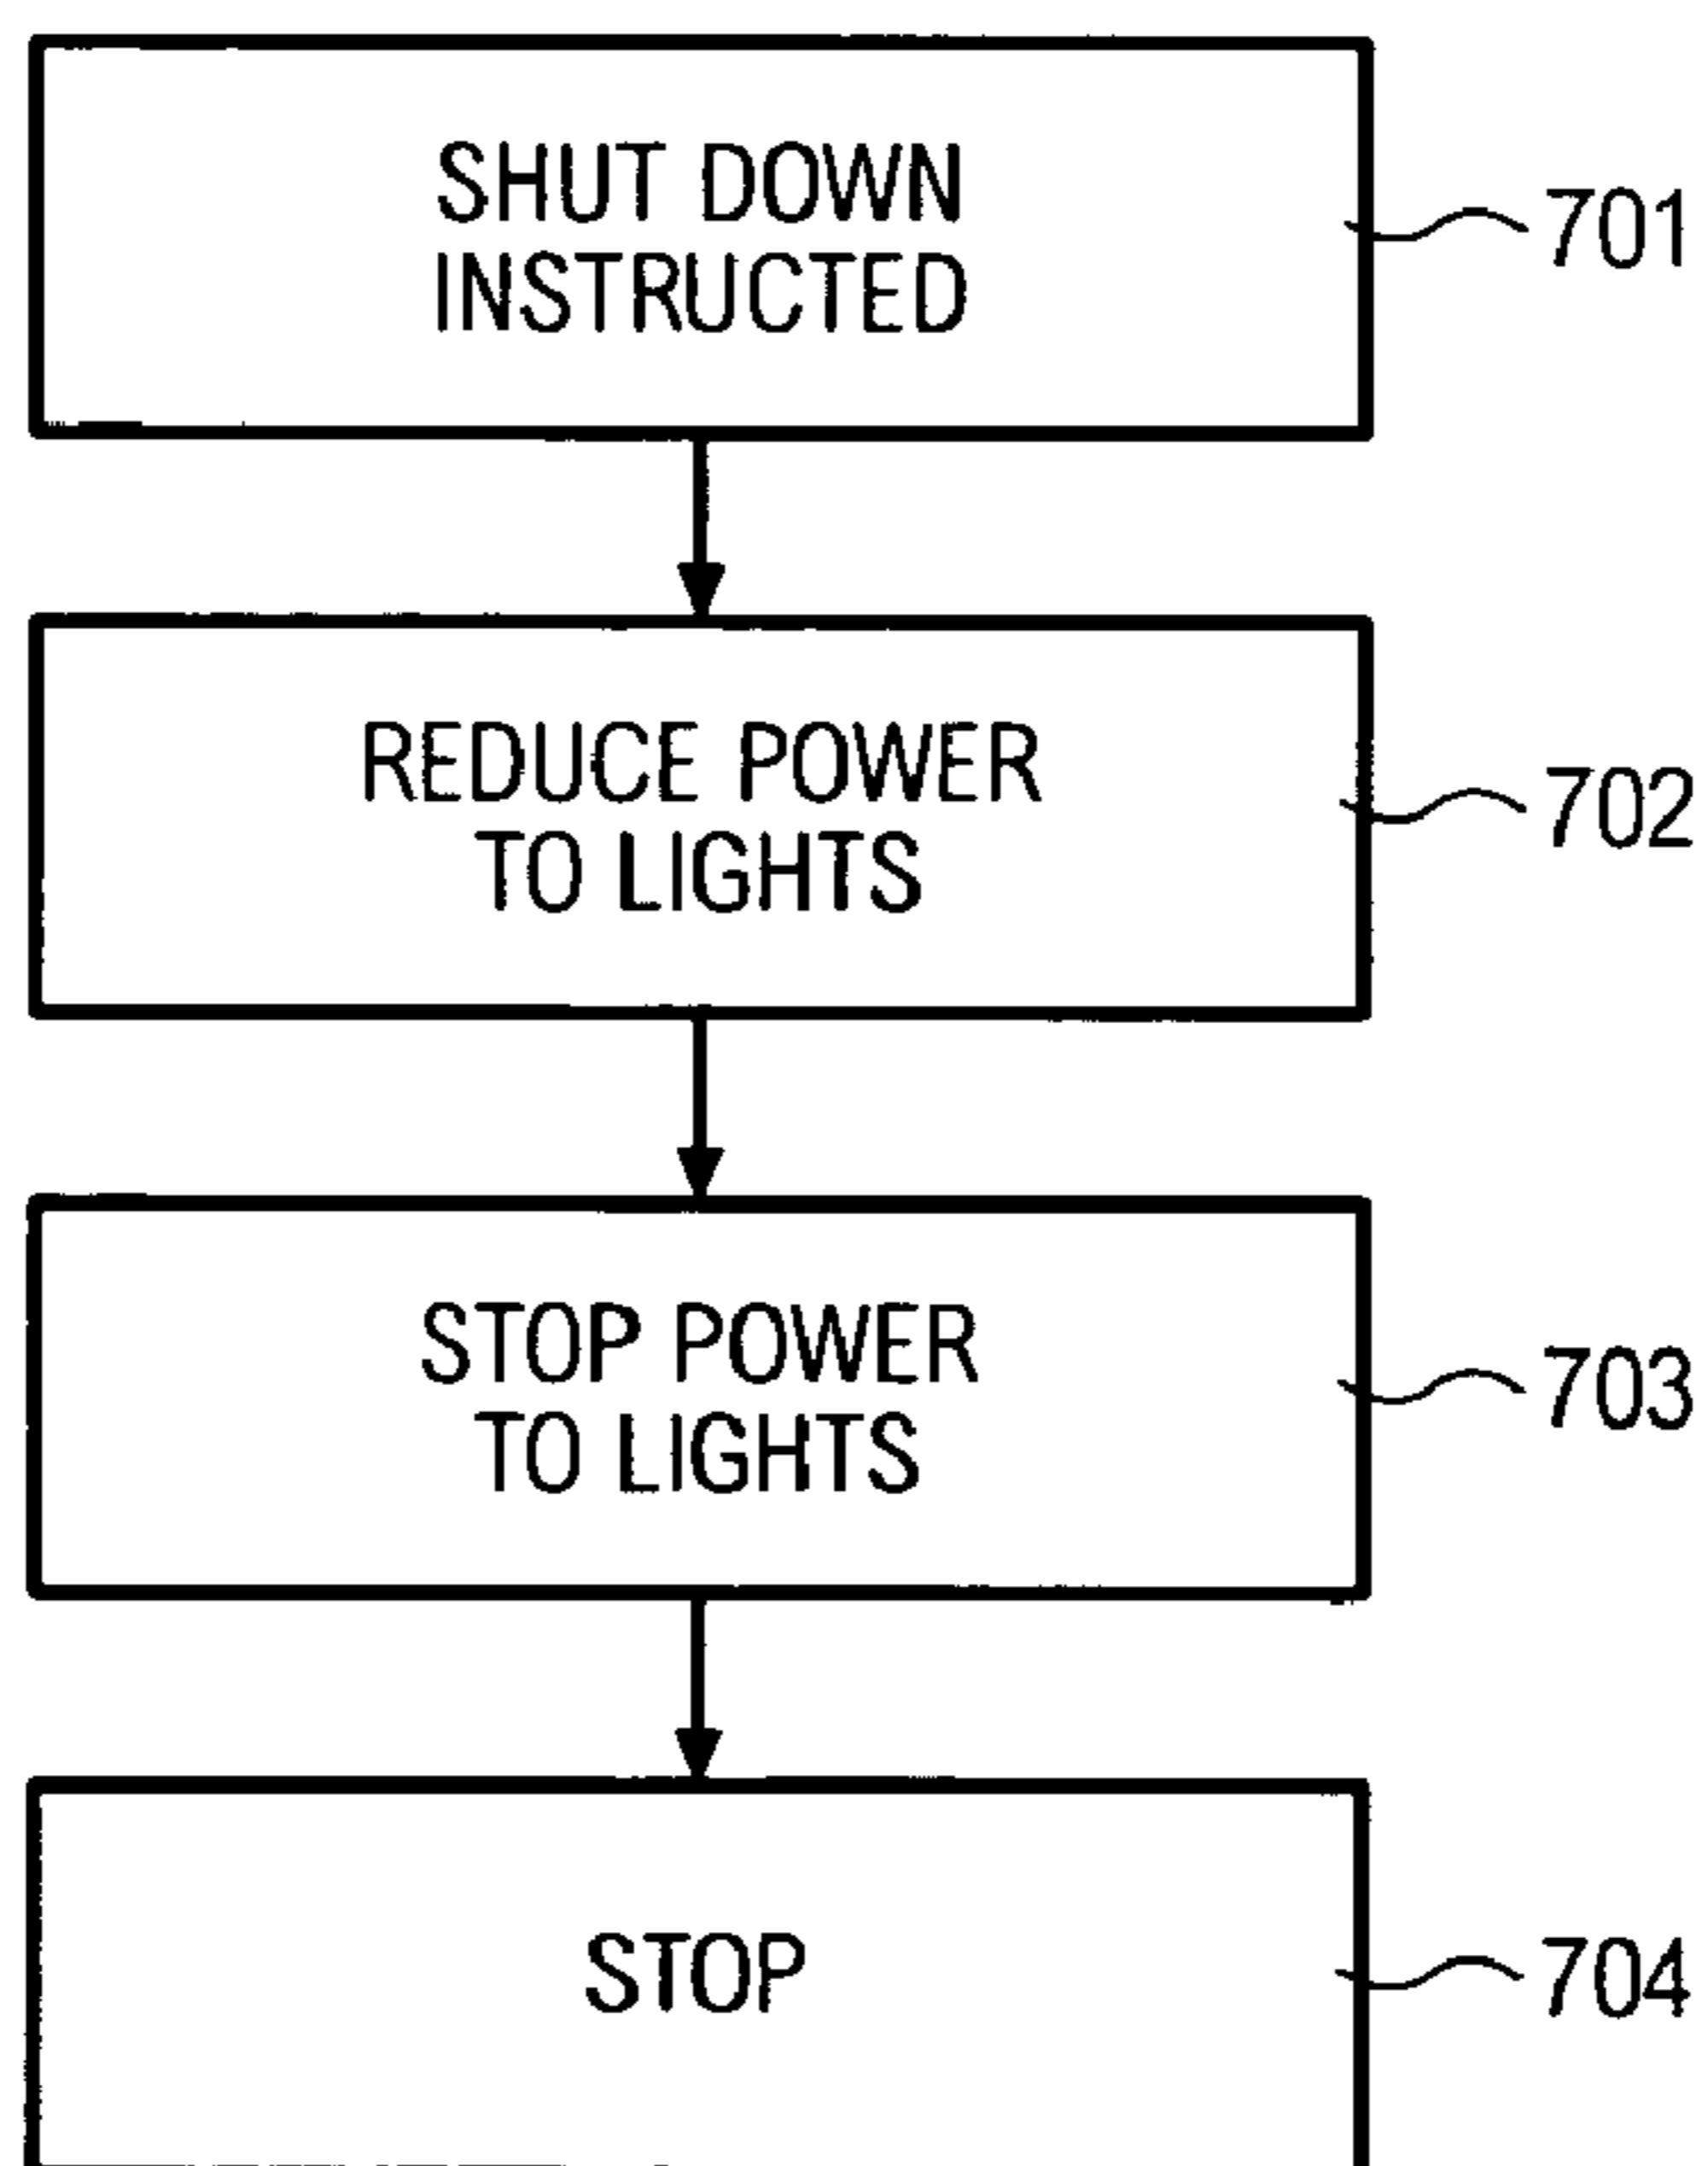 SHUT DOWN
INSTRUCTED
701
REDUCE POWER
TO LIGHTS
702
STOP POWER
TO LIGHTS
703
STOP
704